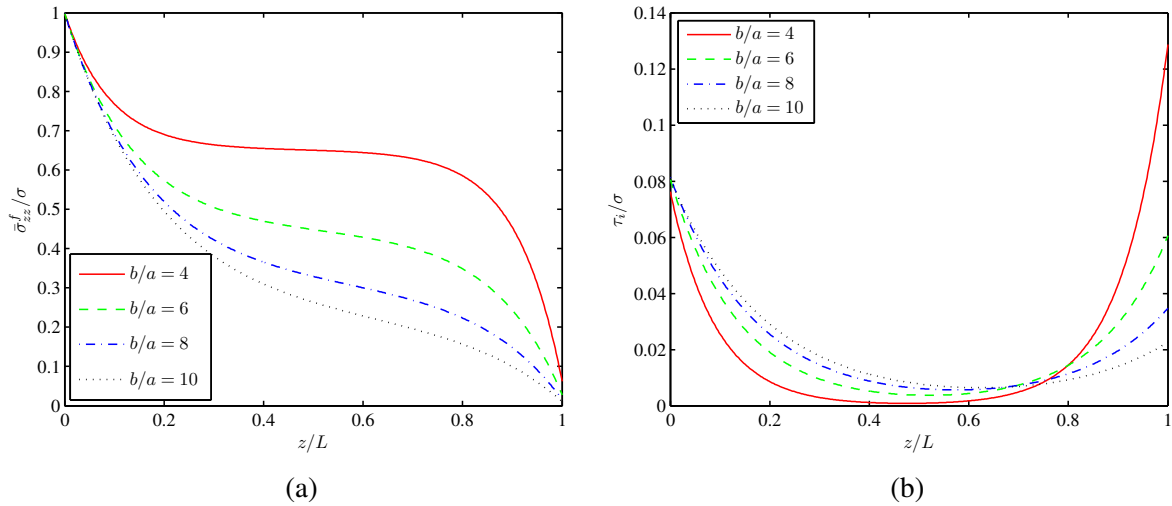 1
0.9
0.8
0.7
0.6
0.5
0.4
0.3
0.2
0.1
0
0 0.2 0.4 0.6 0.8 1
z/L
σ̄ᶠ_zz/σ
b/a = 4
b/a = 6
b/a = 8
b/a = 10
(a)
0.14
0.12
0.1
0.08
0.06
0.04
0.02
0
0 0.2 0.4 0.6 0.8 1
z/L
τ_i/σ
b/a = 4
b/a = 6
b/a = 8
b/a = 10
(b)